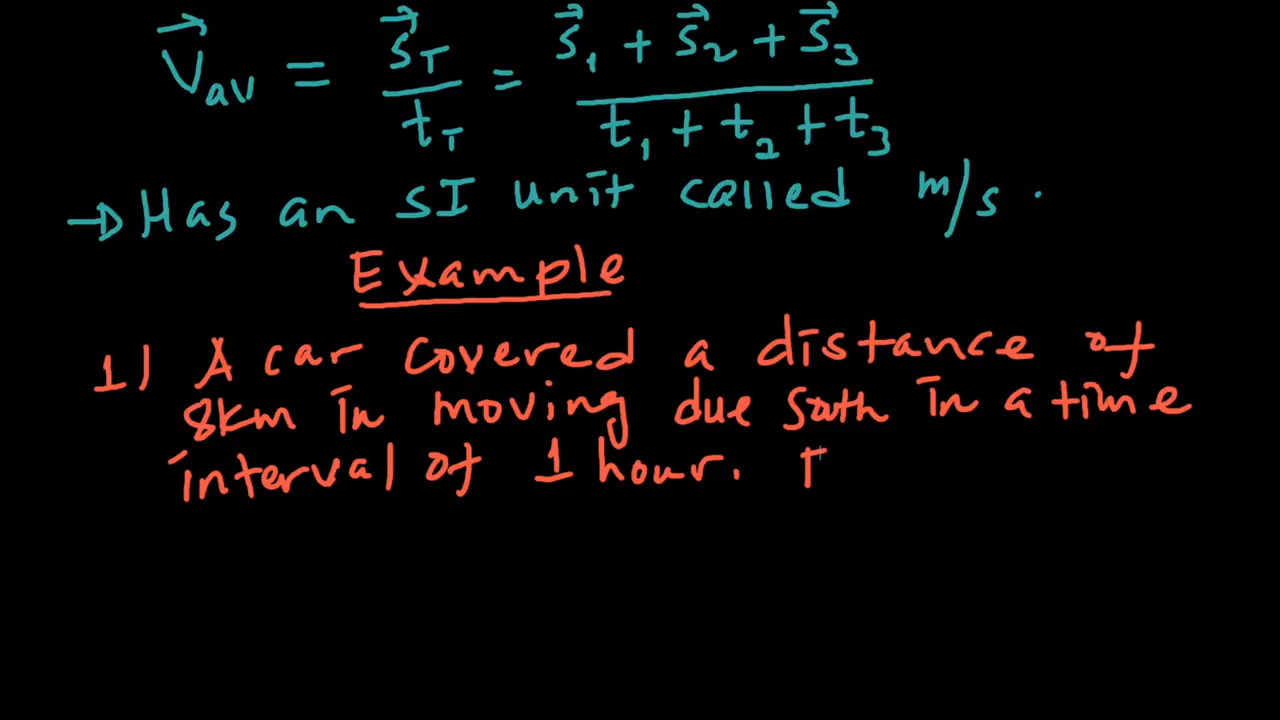 V⃗av = s⃗T / tT = (s⃗1 + s⃗2 + s⃗3) / (t1 + t2 + t3)
→ Has an SI unit called m/s.
Example
1) A car covered a distance of
8km in moving due south in a time
interval of 1 hour.